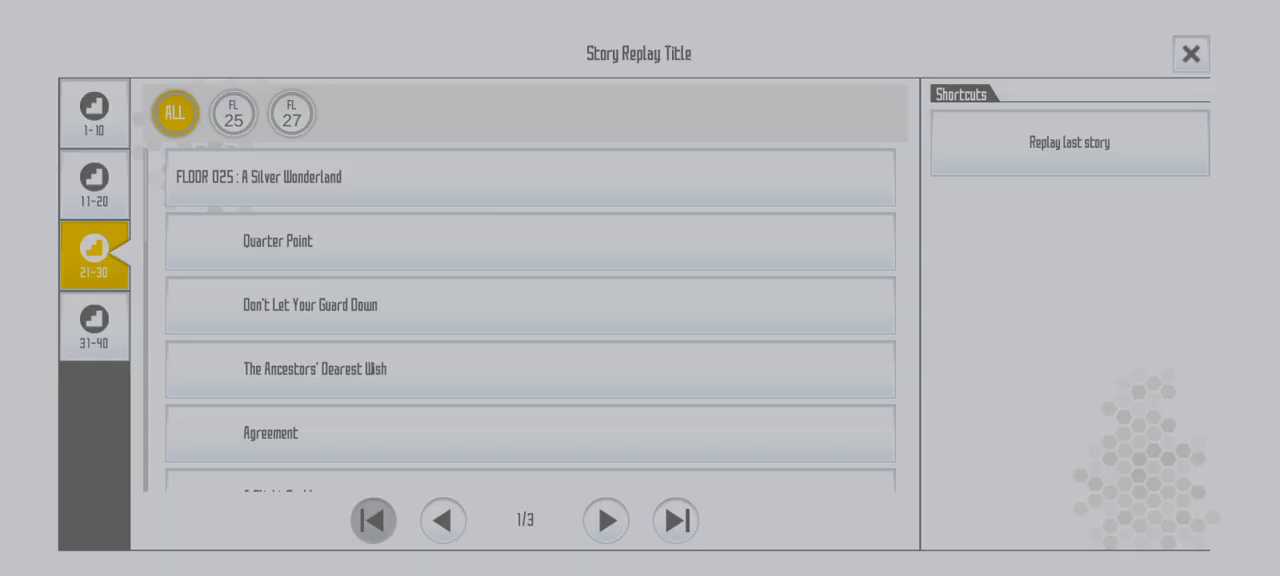 Story Replay Title
1-10
11-20
21-30
31-40
ALL
FL
25
FL
27
FLOOR 025 : A Silver Wonderland
Quarter Point
Don't Let Your Guard Down
The Ancestors' Dearest Wish
Agreement
1/3
Shortcuts
Replay last story